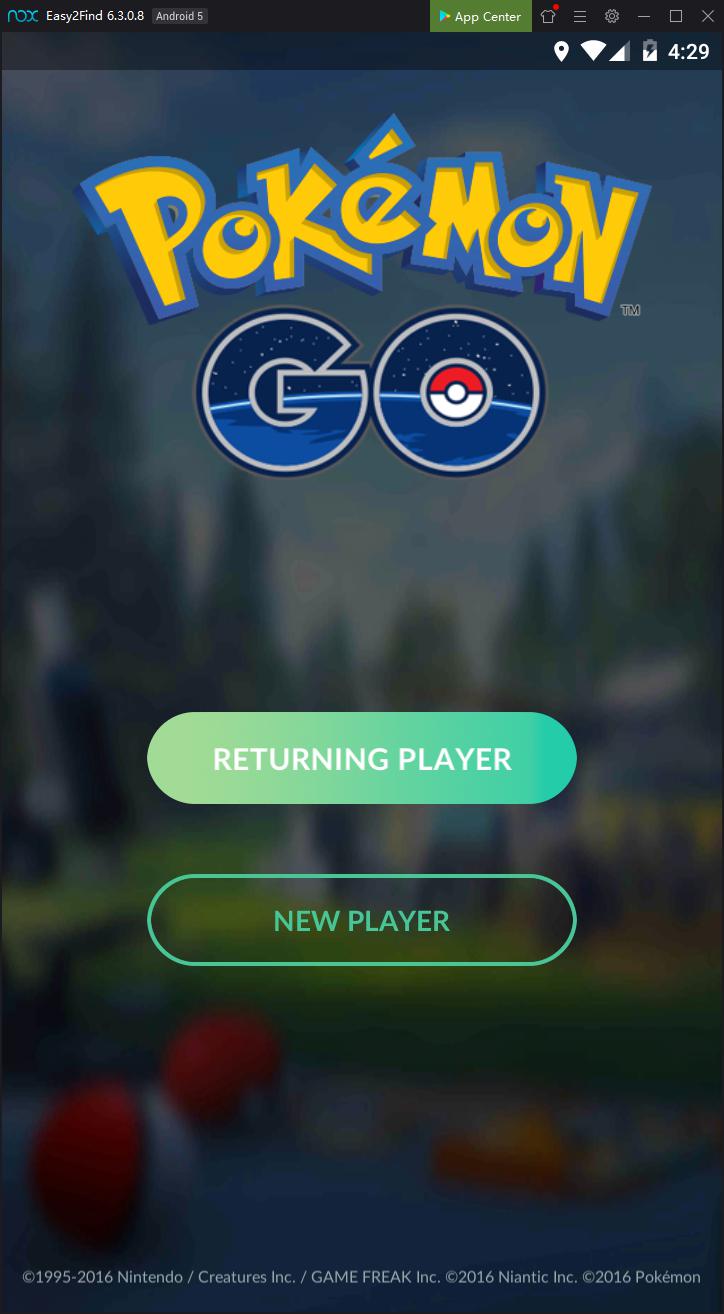 nox Easy2Find 6.3.0.8 Android 5 App Center
4:29
POKéMON
TM
GO
RETURNING PLAYER
NEW PLAYER
©1995-2016 Nintendo / Creatures Inc. / GAME FREAK Inc. ©2016 Niantic Inc. ©2016 Pokémon